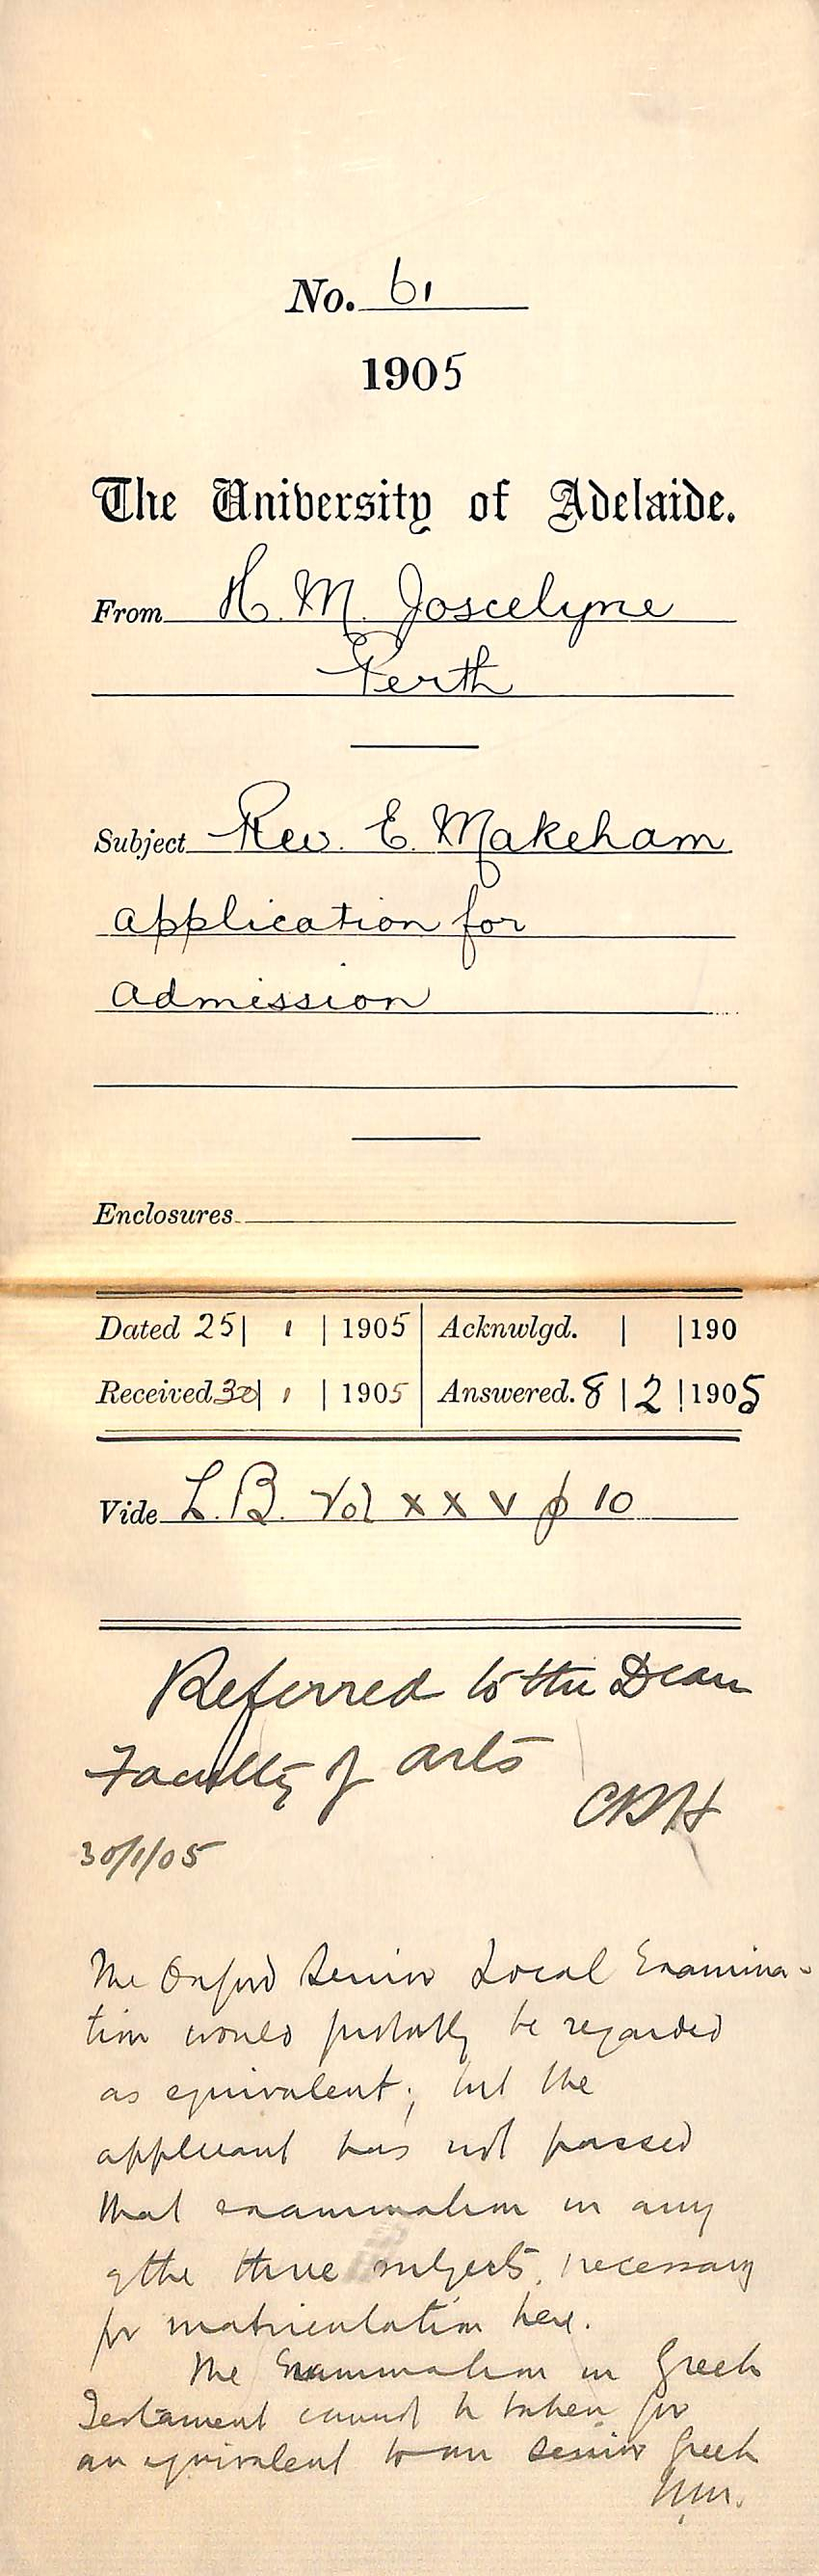 No. 61
1905
The University of Adelaide.
From H. M. Joscelyne
Perth
Subject Rev. E. Makeham
application for
admission
Enclosures
Dated 25 | 1 | 1905 | Acknwlgd. | | 190
Received 30 | 1 | 1905 | Answered. 8 | 2 | 1905
Vide L.B. Vol XXV p 10
Referred to the Dean
Faculty of Arts
30/1/05
The Oxford Senior Local Examina-
tion would probably be regarded
as equivalent; but the
applicant has not passed
that examination in any
of the three subjects necessary
for matriculation here.
The Examination in Greek
Testament cannot be taken for
an equivalent to our Senior Greek